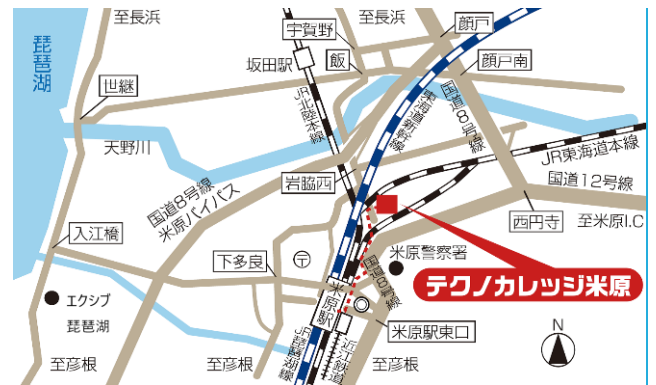 至長浜
至長浜
宇賀野
顔戸
琵琶湖
坂田駅
飯
顔戸南
世継
JR北陸本線
東海道新幹線
国道8号線
天野川
JR東海道本線
国道8号線
米原バイパス
岩脇西
国道12号線
入江橋
西円寺
至米原I.C
下多良
〒
米原警察署
国道8号線
テクノカレッジ米原
エクシブ
琵琶湖
米原駅
米原駅東口
N
至彦根
至彦根
JR琵琶湖線
近江鉄道
至彦根